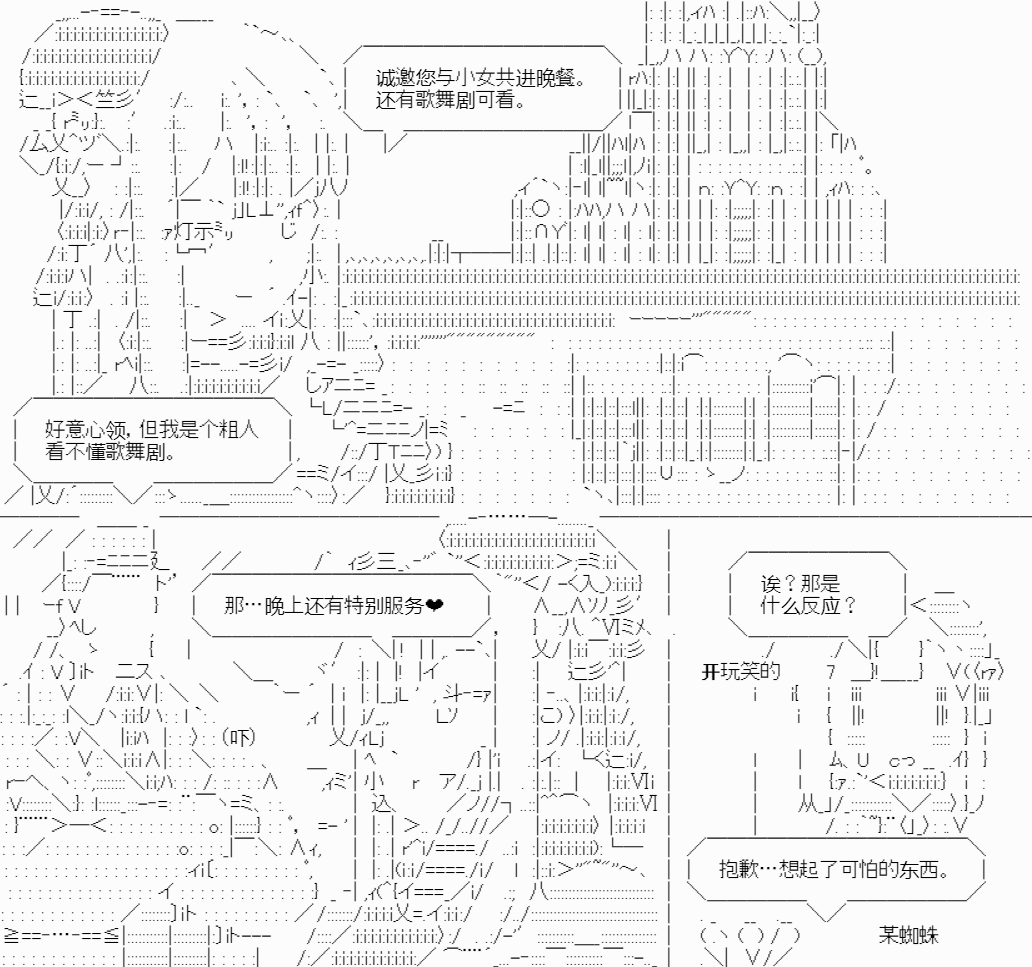 诚邀您与小女共进晚餐。
还有歌舞剧可看。
好意心领，但我是个粗人
看不懂歌舞剧。
那…晚上还有特别服务❤
(吓)
诶？那是
什么反应？
开玩笑的
抱歉…想起了可怕的东西。
某蜘蛛